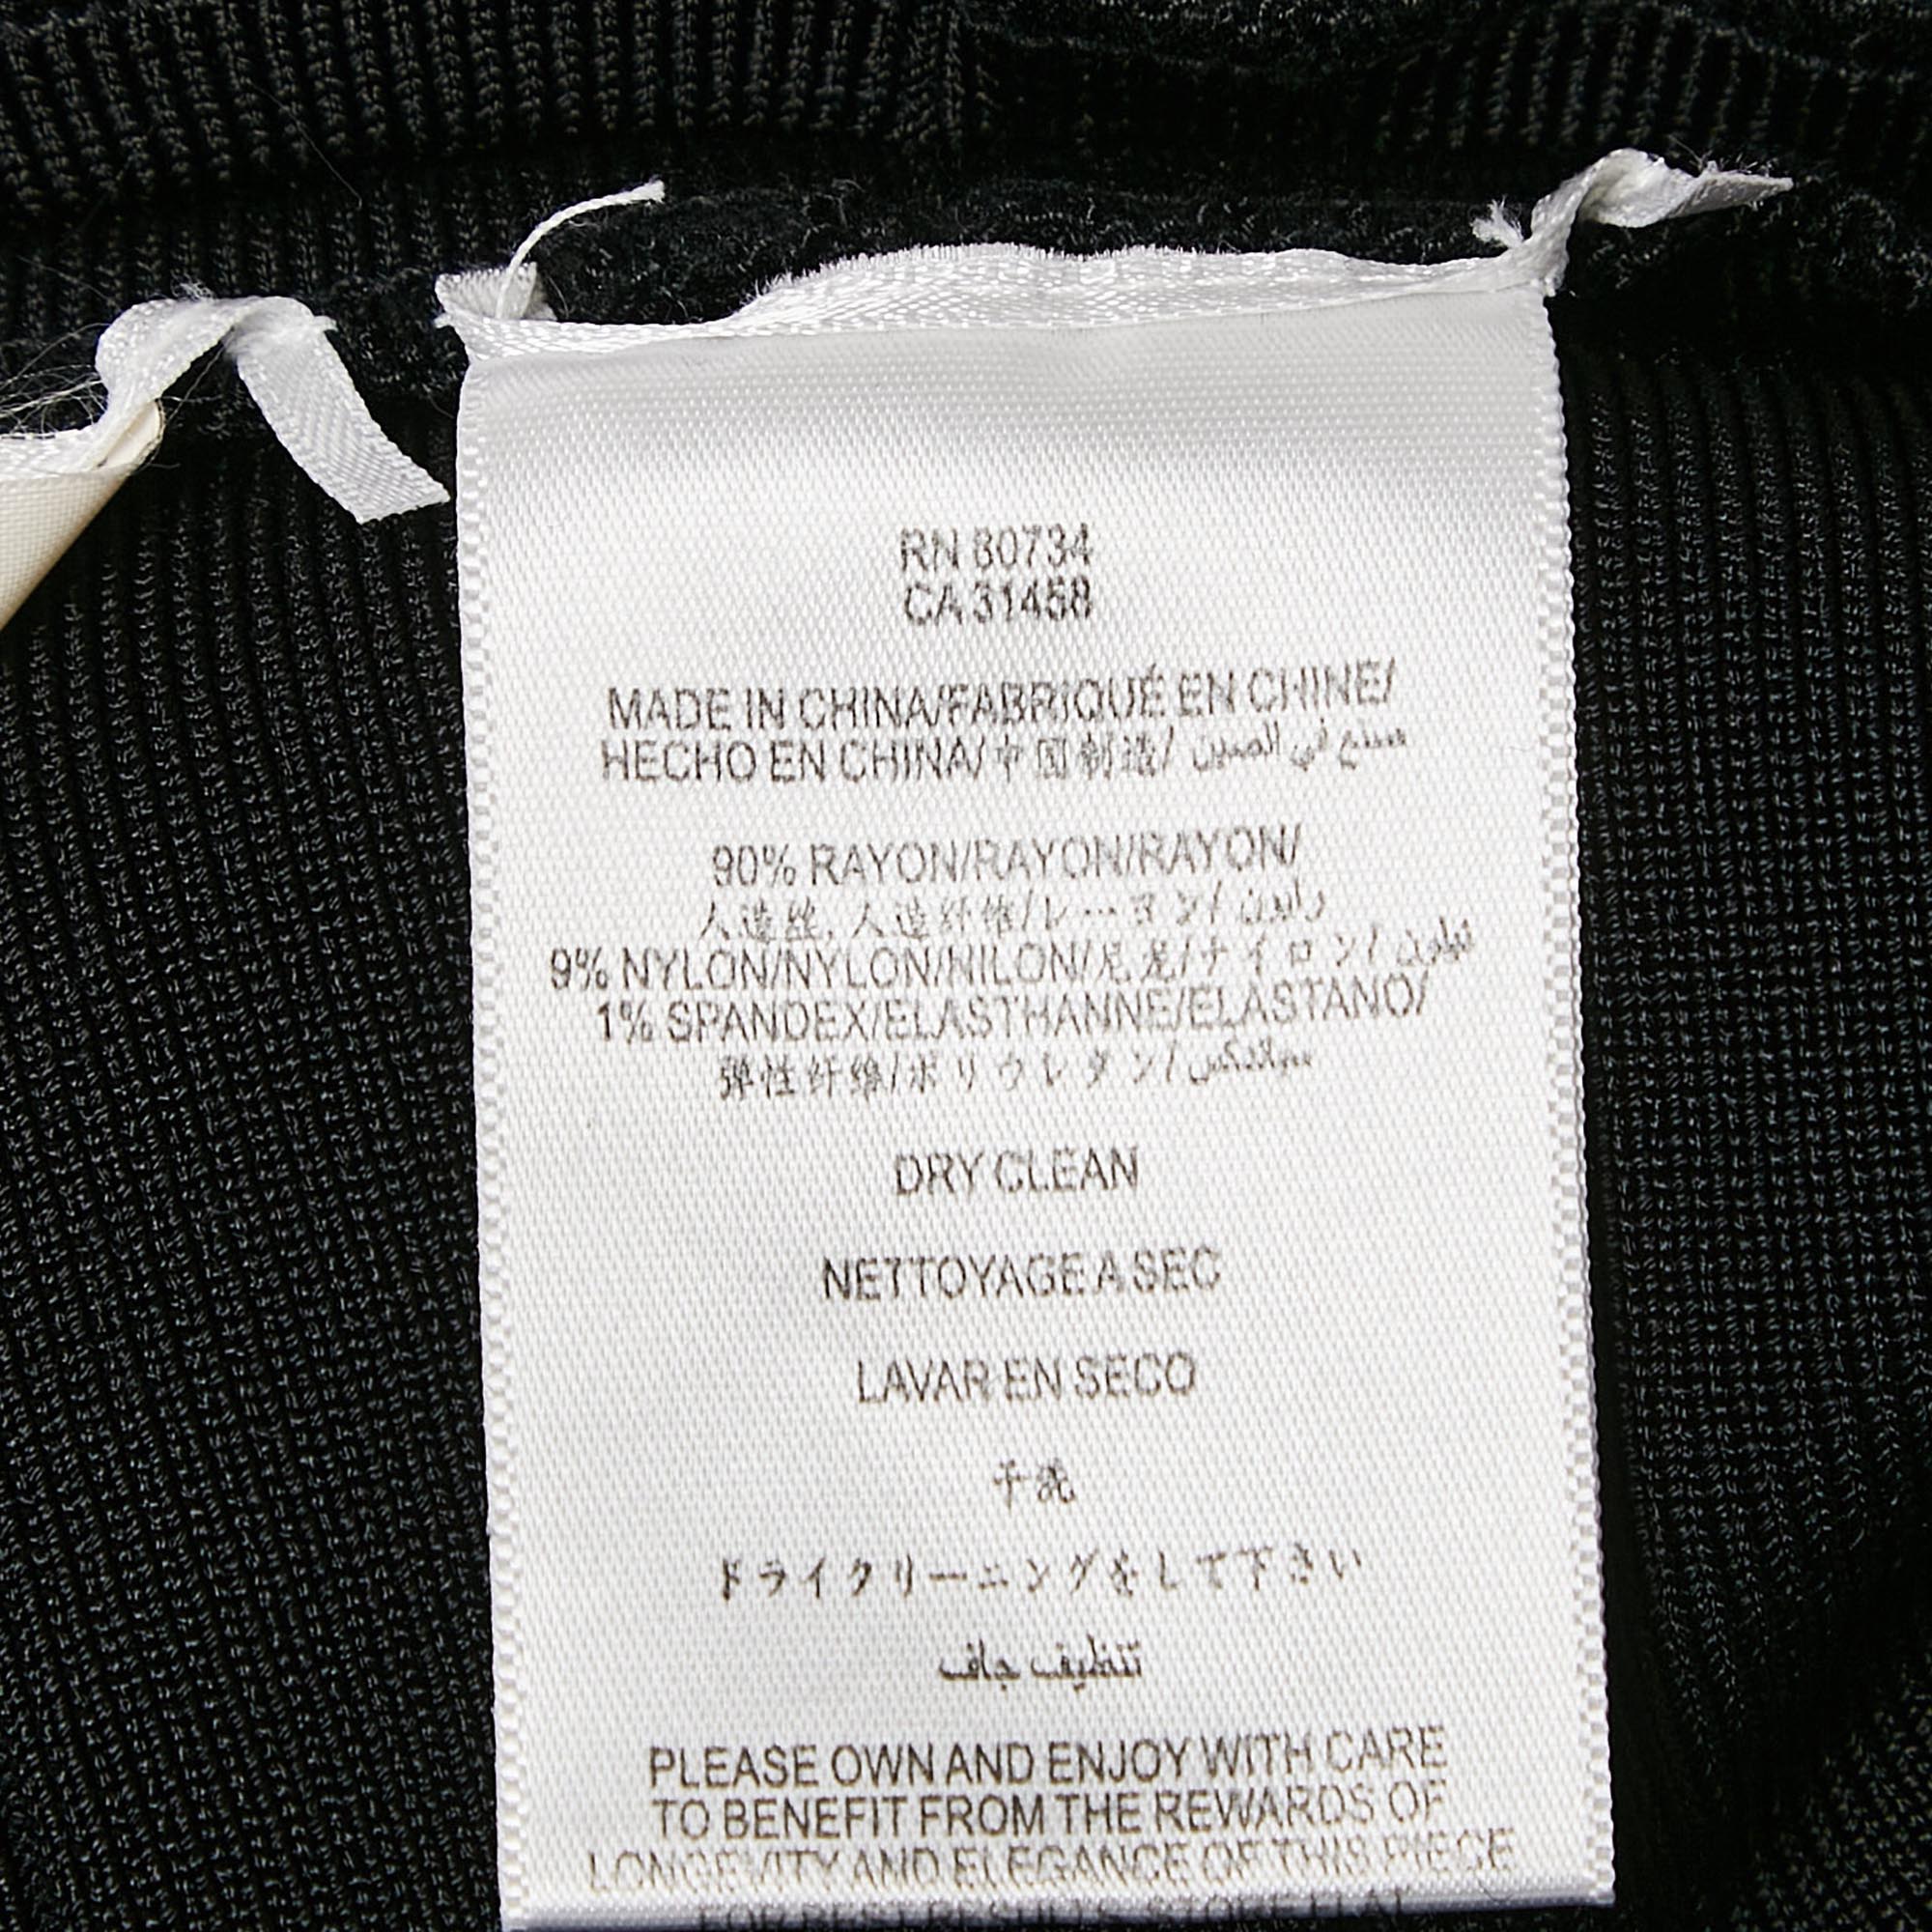 RN 80734
CA 31458
MADE IN CHINA/FABRIQUÉ EN CHINE/
HECHO EN CHINA/中国制造/ صنع في الصين
90% RAYON/RAYON/RAYON/
人造丝, 人造纤维/レーヨン/ رايون
9% NYLON/NYLON/NILON/尼龙/ナイロン/ نايلون
1% SPANDEX/ELASTHANNE/ELASTANO/
弹性纤维/ポリウレタン/ سباندكس
DRY CLEAN
NETTOYAGE A SEC
LAVAR EN SECO
干洗
ドライクリーニングをして下さい
تنظيف جاف
PLEASE OWN AND ENJOY WITH CARE
TO BENEFIT FROM THE REWARDS OF
LONGEVITY AND ELEGANCE OF THIS PIECE
FOR BEST RESULTS, STORE FLAT